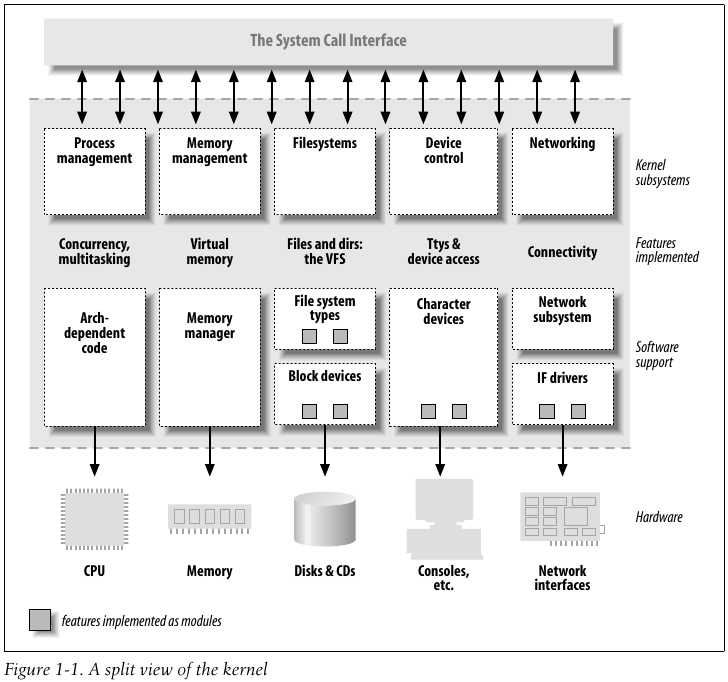 The System Call Interface
Process
management
Memory
management
Filesystems
Device
control
Networking
Kernel
subsystems
Concurrency,
multitasking
Virtual
memory
Files and dirs:
the VFS
Ttys &
device access
Connectivity
Features
implemented
Arch-
dependent
code
Memory
manager
File system
types
Block devices
Character
devices
Network
subsystem
IF drivers
Software
support
Hardware
CPU
Memory
Disks & CDs
Consoles,
etc.
Network
interfaces
features implemented as modules
Figure 1-1. A split view of the kernel